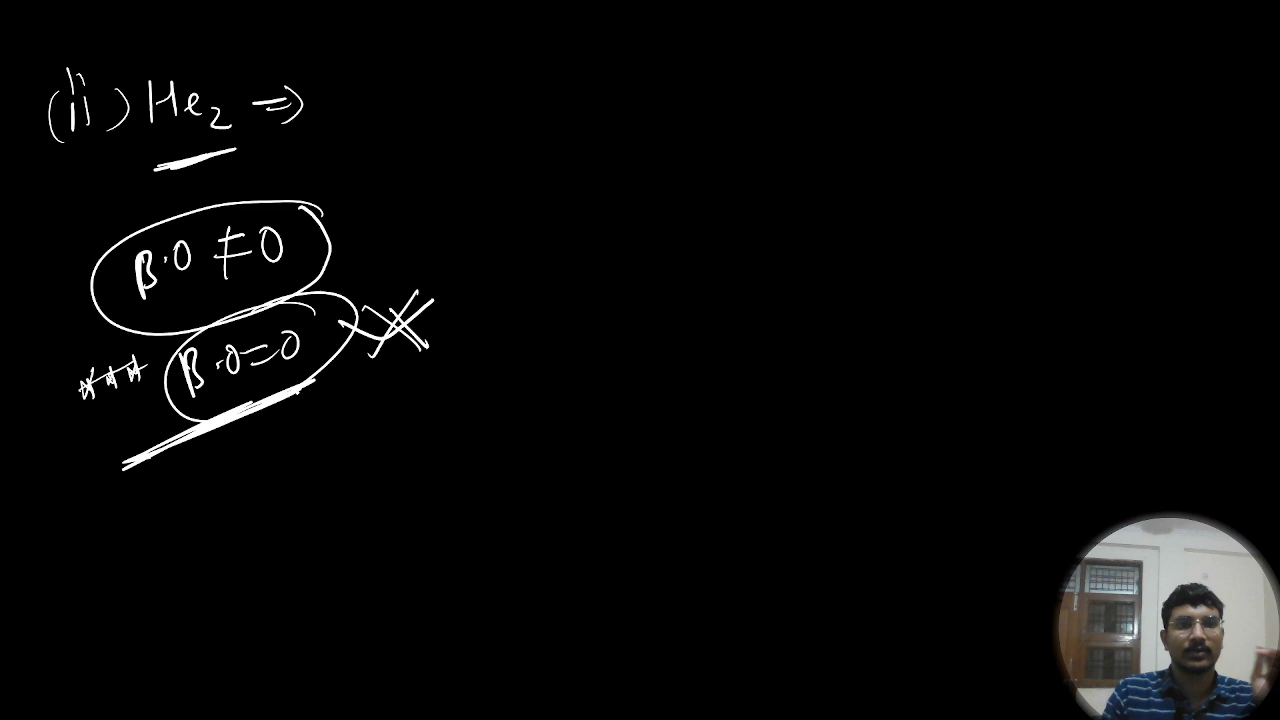 (ii) He₂ ⇒
B.O ≠ 0
*** B.O = 0